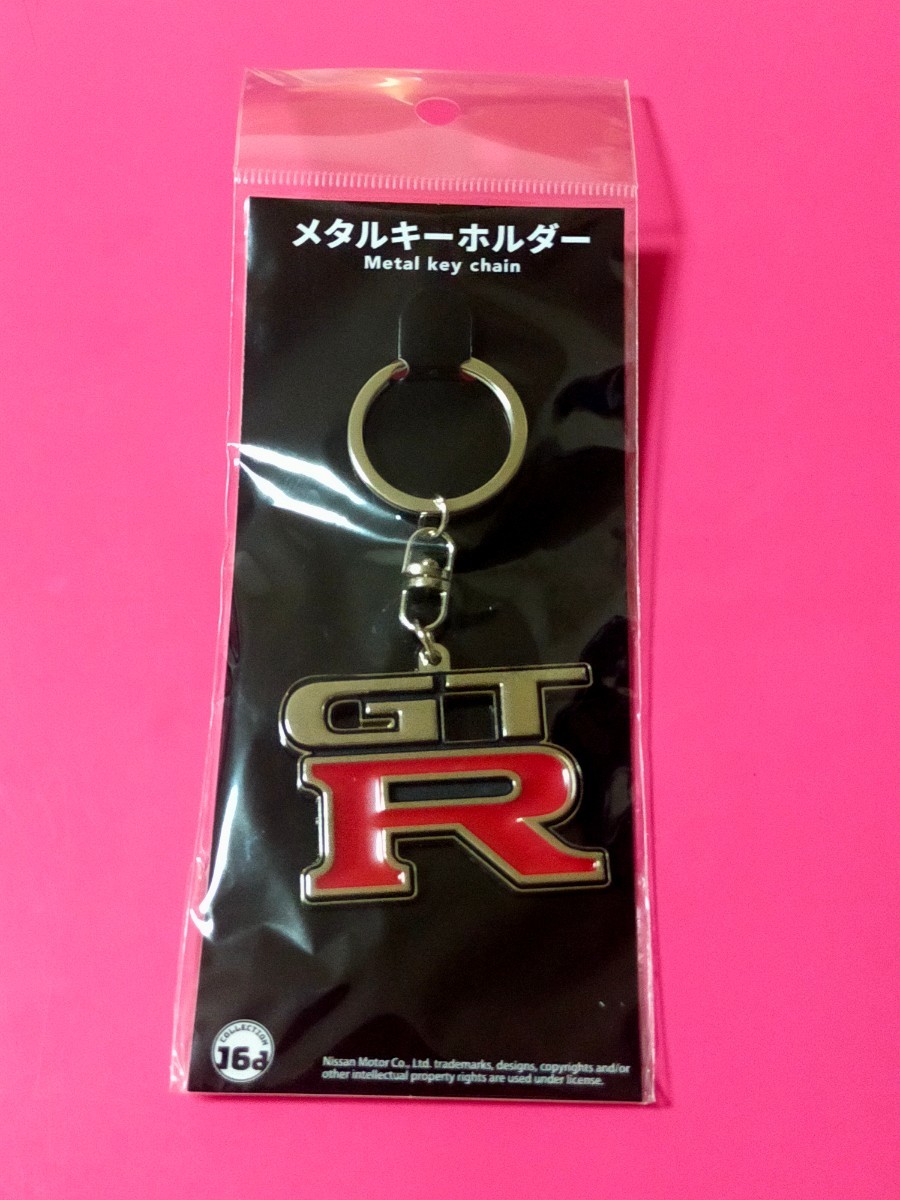 メタルキーホルダー
Metal key chain
GT
R
COLLECTION
J6d
Nissan Motor Co., Ltd. trademarks, designs, copyrights and/or
other intellectual property rights are used under license.